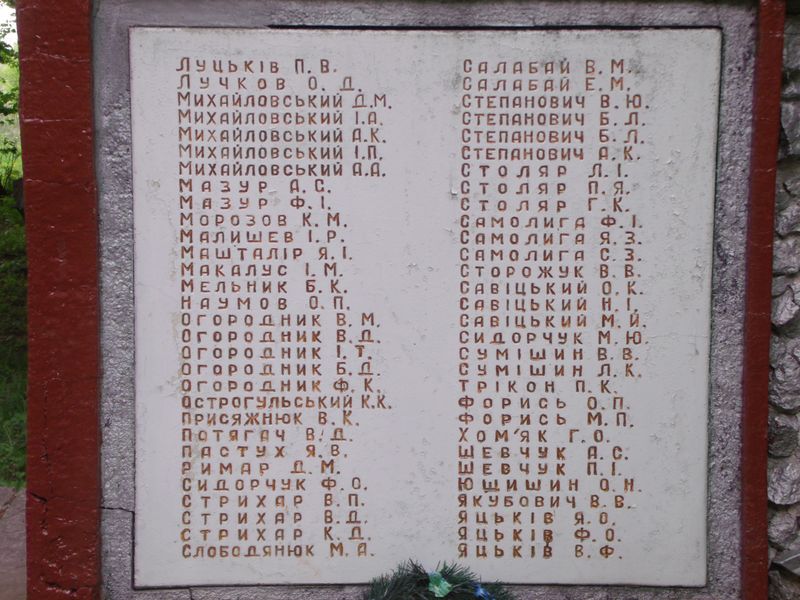 ЛУЦЬКІВ П. В.
ЛУЧКОВ О. Д.
МИХАЙЛОВСЬКИЙ Д.М.
МИХАЙЛОВСЬКИЙ І.А.
МИХАЙЛОВСЬКИЙ А.К.
МИХАЙЛОВСЬКИЙ І.П.
МИХАЙЛОВСЬКИЙ А.А.
МАЗУР А. С.
МАЗУР Ф. І.
МОРОЗОВ К. М.
МАЛИШЕВ І. Р.
МАШТАЛІР Я. І.
МАКАЛУС І. М.
МЕЛЬНИК Б. К.
НАУМОВ О. П.
ОГОРОДНИК В. М.
ОГОРОДНИК В. Д.
ОГОРОДНИК І. Т.
ОГОРОДНИК Б. Д.
ОГОРОДНИК Ф. К.
ОСТРОГУЛЬСЬКИЙ К.К.
ПРИСЯЖНЮК В. К.
ПОТЯГАЧ В. Д.
ПАСТУХ Я. В.
РИМАР Д. М.
СИДОРЧУК Ф. О.
СТРИХАР В. П.
СТРИХАР В. Д.
СТРИХАР К. Д.
СЛОБОДЯНЮК М. А.
САЛАБАЙ В. М.
САЛАБАЙ Е. М.
СТЕПАНОВИЧ В. Ю.
СТЕПАНОВИЧ Б. Л.
СТЕПАНОВИЧ Б. Л.
СТЕПАНОВИЧ А. К.
СТОЛЯР Л. І.
СТОЛЯР П. Я.
СТОЛЯР Г. К.
САМОЛИГА Ф. І.
САМОЛИГА Я. З.
САМОЛИГА С. З.
СТОРОЖУК В. В.
САВІЦЬКИЙ О. К.
САВІЦЬКИЙ Н. І.
САВІЦЬКИЙ М. Й.
СИДОРЧУК М. Ю.
СУМІШИН В. В.
СУМІШИН Л. К.
ТРІКОН П. К.
ФОРИСЬ О. П.
ФОРИСЬ М. П.
ХОМ'ЯК Г. О.
ШЕВЧУК А. С.
ШЕВЧУК П. І.
ЮЩИШИН О. Н.
ЯКУБОВИЧ В. В.
ЯЦЬКІВ Я. О.
ЯЦЬКІВ Ф. О.
ЯЦЬКІВ В. Ф.